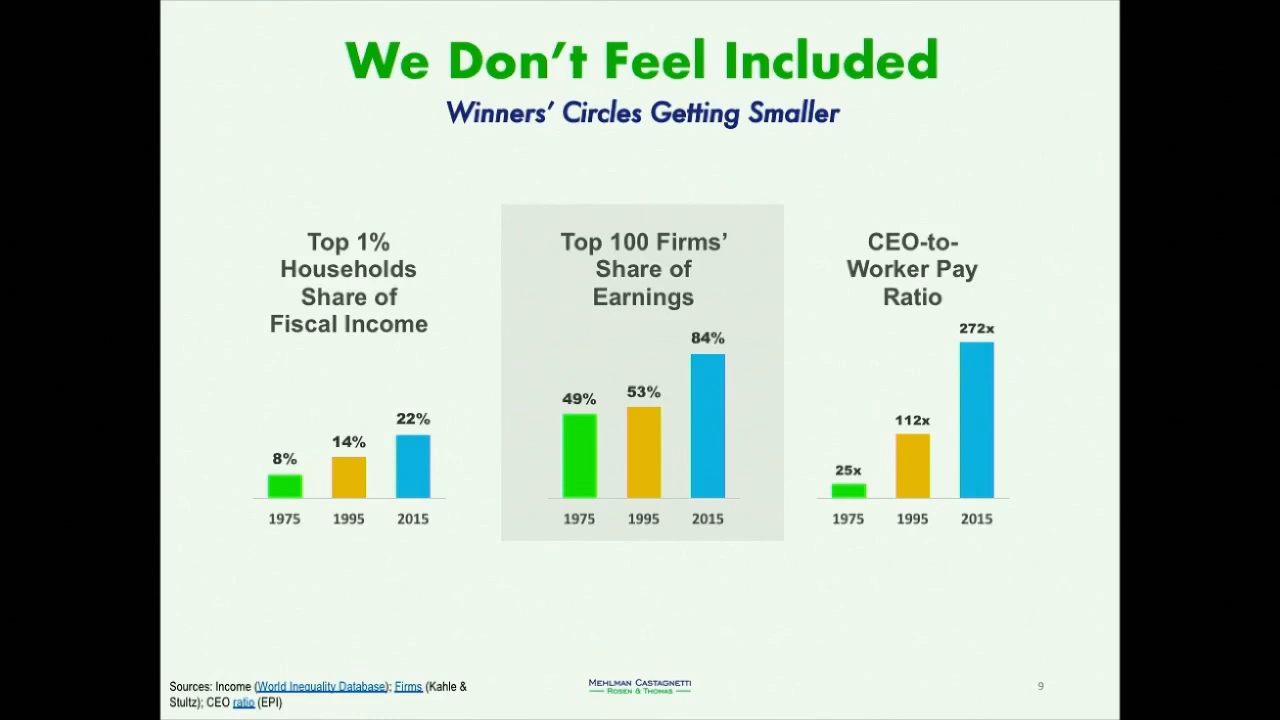 We Don't Feel Included
Winners' Circles Getting Smaller
Top 1%
Households
Share of
Fiscal Income
8%
14%
22%
1975
1995
2015
Top 100 Firms'
Share of
Earnings
49%
53%
84%
1975
1995
2015
CEO-to-
Worker Pay
Ratio
25x
112x
272x
1975
1995
2015
Sources: Income (World Inequality Database); Firms (Kahle &
Stultz); CEO ratio (EPI)
MEHLMAN CASTAGNETTI
ROSEN & THOMAS
9